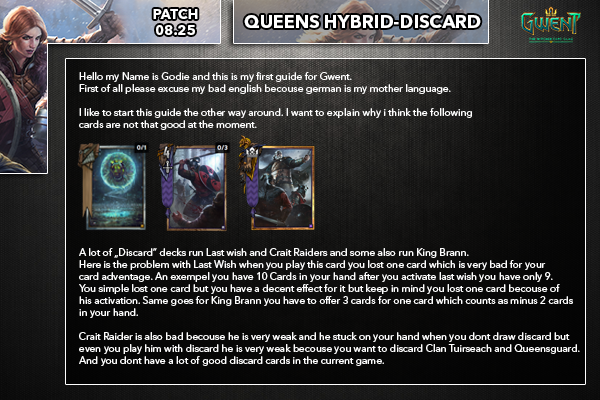 PATCH
08.25
QUEENS HYBRID-DISCARD
GWENT
THE WITCHER CARD GAME
Hello my Name is Godie and this is my first guide for Gwent.
First of all please excuse my bad english becouse german is my mother language.
I like to start this guide the other way around. I want to explain why i think the following
cards are not that good at the moment.
0/1
0/3
A lot of „Discard” decks run Last wish and Crait Raiders and some also run King Brann.
Here is the problem with Last Wish when you play this card you lost one card which is very bad for your
card adventage. An exempel you have 10 Cards in your hand after you activate last wish you have only 9.
You simple lost one card but you have a decent effect for it but keep in mind you lost one card becouse of
his activation. Same goes for King Brann you have to offer 3 cards for one card which counts as minus 2 cards
in your hand.
Crait Raider is also bad becouse he is very weak and he stuck on your hand when you dont draw discard but
even you play him with discard he is very weak becouse you want to discard Clan Tuirseach and Queensguard.
And you dont have a lot of good discard cards in the current game.